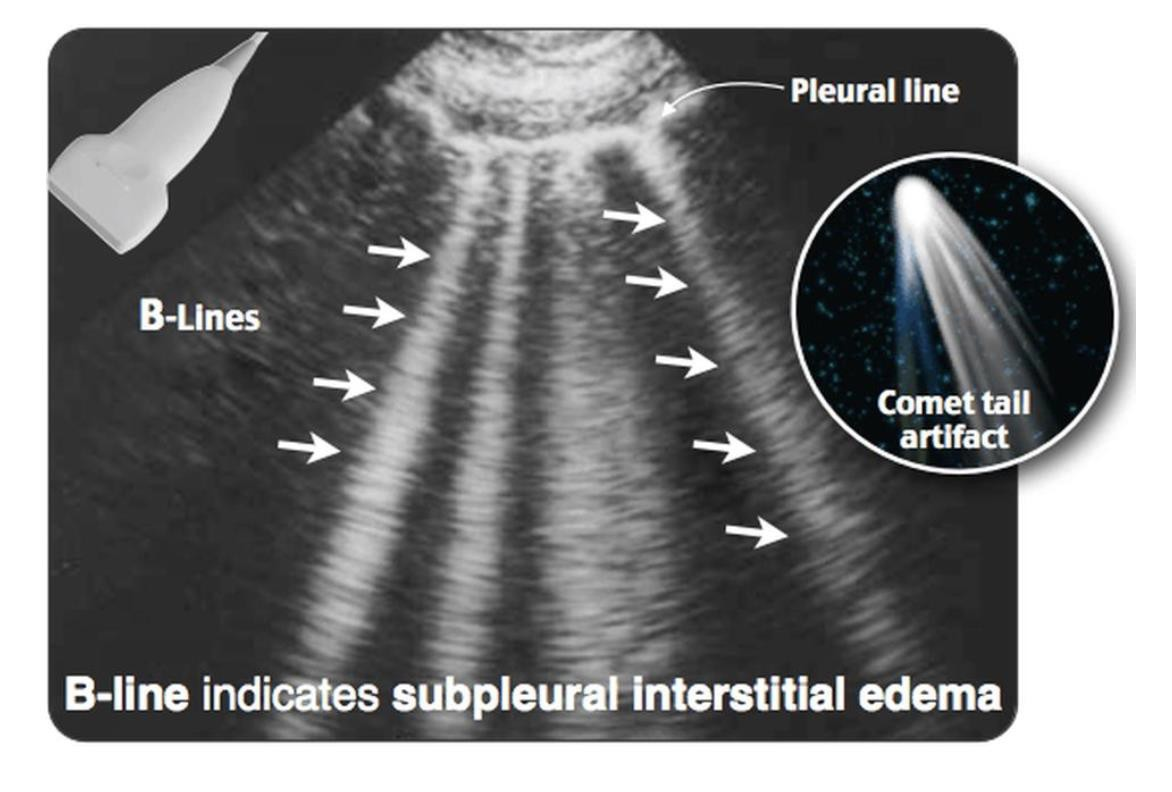 Pleural line
B-Lines
Comet tail
artifact
B-line indicates subpleural interstitial edema